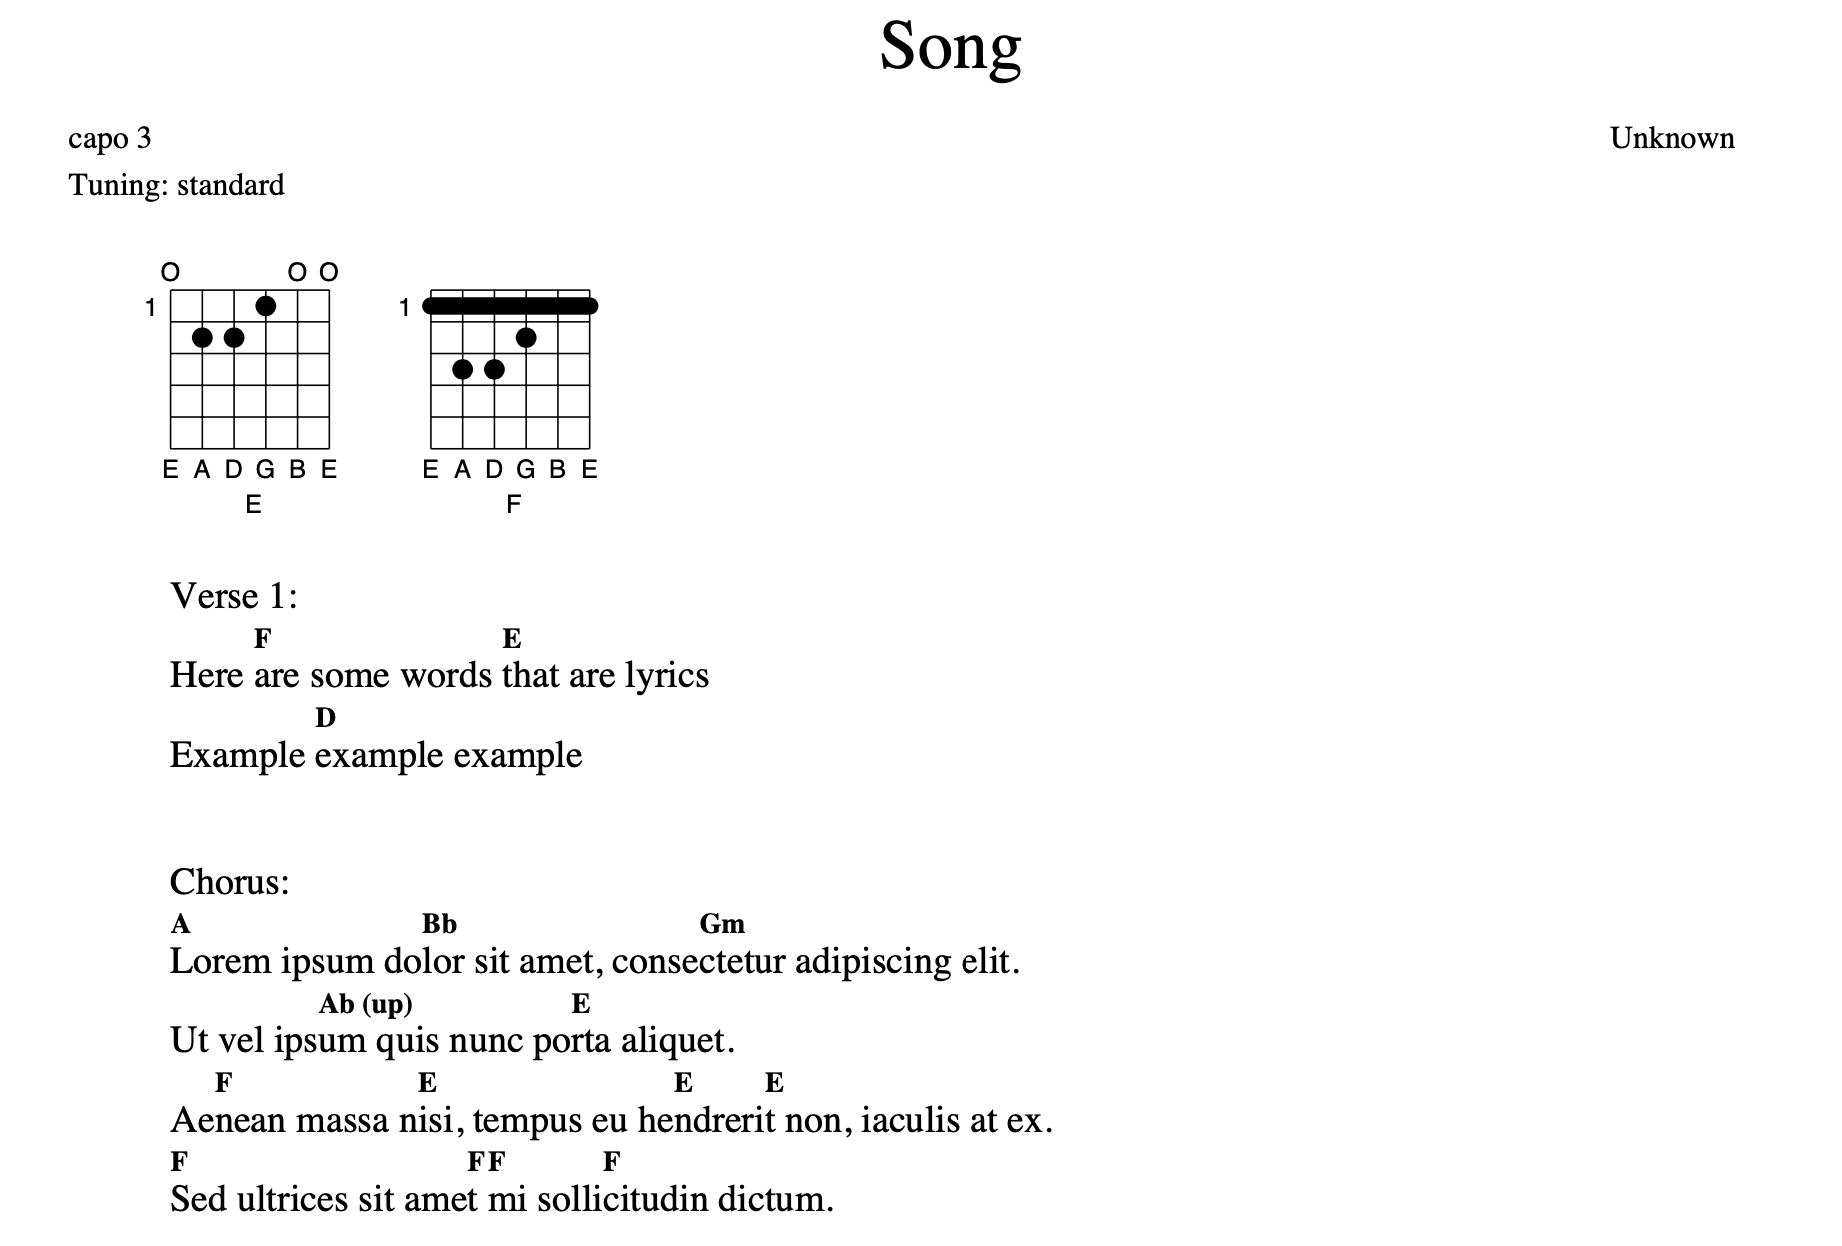 Song
capo 3 Unknown
Tuning: standard
O O O O
1 1
E A D G B E E A D G B E
E F
Verse 1:
F E
Here are some words that are lyrics
D
Example example example
Chorus:
A Bb Gm
Lorem ipsum dolor sit amet, consectetur adipiscing elit.
Ab (up) E
Ut vel ipsum quis nunc porta aliquet.
F E E E
Aenean massa nisi, tempus eu hendrerit non, iaculis at ex.
F F F F
Sed ultrices sit amet mi sollicitudin dictum.